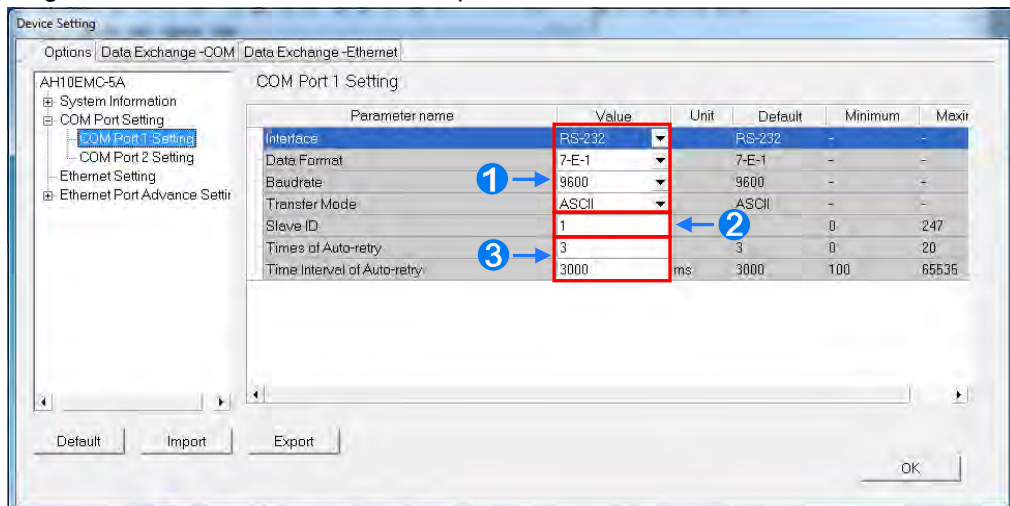 Device Setting
Options Data Exchange -COM Data Exchange -Ethernet
AH10EMC-5A
System Information
COM Port Setting
COM Port 1 Setting
COM Port 2 Setting
Ethernet Setting
Ethernet Port Advance Settin
COM Port 1 Setting
Parameter name Value Unit Default Minimum Maxir
Interface RS-232 RS-232 - -
Data Format 7-E-1 7-E-1 - -
Baudrate 9600 9600 - -
Transfer Mode ASCII ASCII - -
Slave ID 1 0 247
Times of Auto-retry 3 3 0 20
Time Interval of Auto-retry 3000 ms 3000 100 65535
1
2
3
Default Import Export
OK